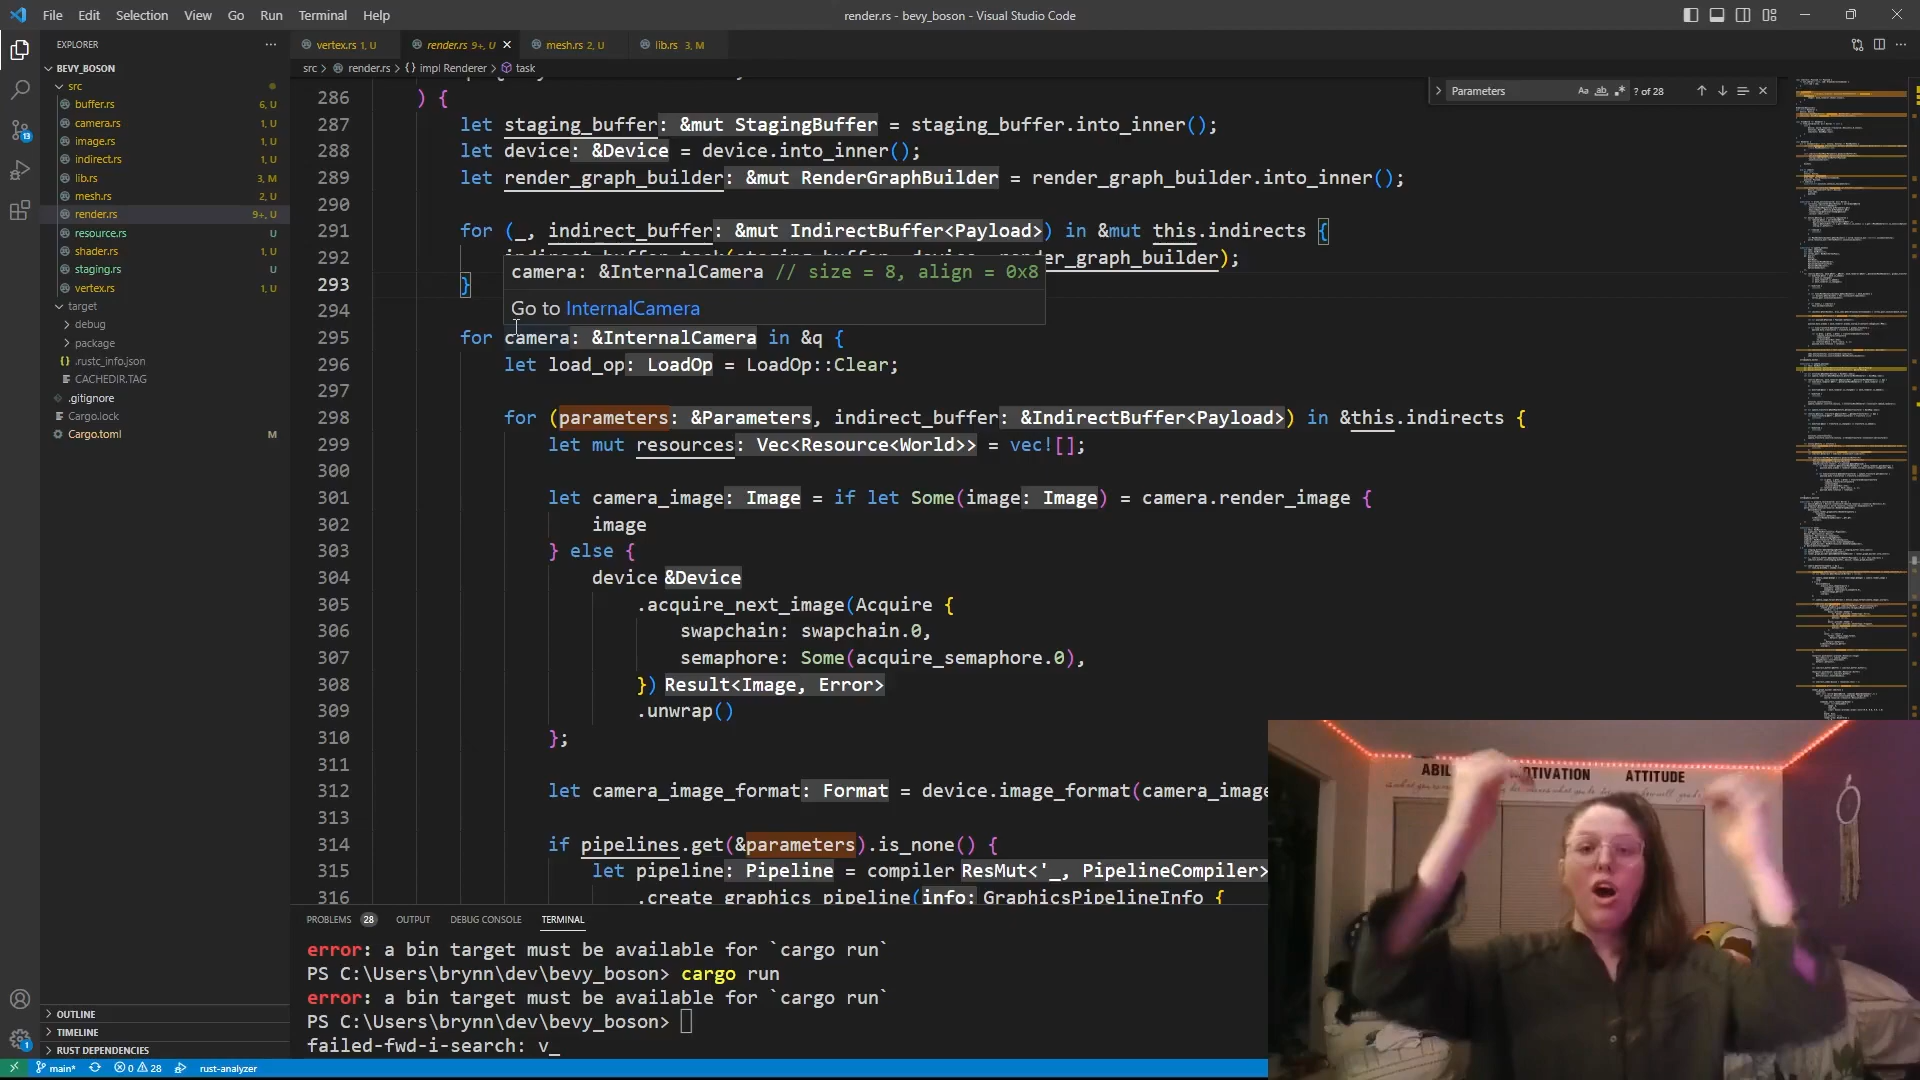 File Edit Selection View Go Run Terminal Help
render.rs - bevy_boson - Visual Studio Code
EXPLORER
BEVY_BOSON
src
buffer.rs 6, U
camera.rs 1, U
image.rs 1, U
indirect.rs 1, U
lib.rs 3, M
mesh.rs 2, U
render.rs 9+, U
resource.rs U
shader.rs 1, U
staging.rs U
vertex.rs 1, U
target
debug
package
.rustc_info.json
CACHEDIR.TAG
.gitignore
Cargo.lock
Cargo.toml M
OUTLINE
TIMELINE
RUST DEPENDENCIES
vertex.rs 1, U
render.rs 9+, U
mesh.rs 2, U
lib.rs 3, M
src > render.rs > {} impl Renderer > task
Parameters Aa ab ? of 28
286 ) {
287 let staging_buffer: &mut StagingBuffer = staging_buffer.into_inner();
288 let device: &Device = device.into_inner();
289 let render_graph_builder: &mut RenderGraphBuilder = render_graph_builder.into_inner();
290
291 for (_, indirect_buffer: &mut IndirectBuffer<Payload>) in &mut this.indirects {
292 render_graph_builder);
camera: &InternalCamera // size = 8, align = 0x8
293 }
Go to InternalCamera
294
295 for camera: &InternalCamera in &q {
296 let load_op: LoadOp = LoadOp::Clear;
297
298 for (parameters: &Parameters, indirect_buffer: &IndirectBuffer<Payload>) in &this.indirects {
299 let mut resources: Vec<Resource<World>> = vec![];
300
301 let camera_image: Image = if let Some(image: Image) = camera.render_image {
302 image
303 } else {
304 device &Device
305 .acquire_next_image(Acquire {
306 swapchain: swapchain.0,
307 semaphore: Some(acquire_semaphore.0),
308 }) Result<Image, Error>
309 .unwrap()
310 };
311
312 let camera_image_format: Format = device.image_format(camera_image
313
314 if pipelines.get(&parameters).is_none() {
315 let pipeline: Pipeline = compiler ResMut<'_, PipelineCompiler>
316 .create_graphics_pipeline(info: GraphicsPipelineInfo {
PROBLEMS 28 OUTPUT DEBUG CONSOLE TERMINAL
error: a bin target must be available for `cargo run`
PS C:\Users\brynn\dev\bevy_boson> cargo run
error: a bin target must be available for `cargo run`
PS C:\Users\brynn\dev\bevy_boson>
failed-fwd-i-search: v_
main* 0 28 rust-analyzer
13
1
ATTITUDE